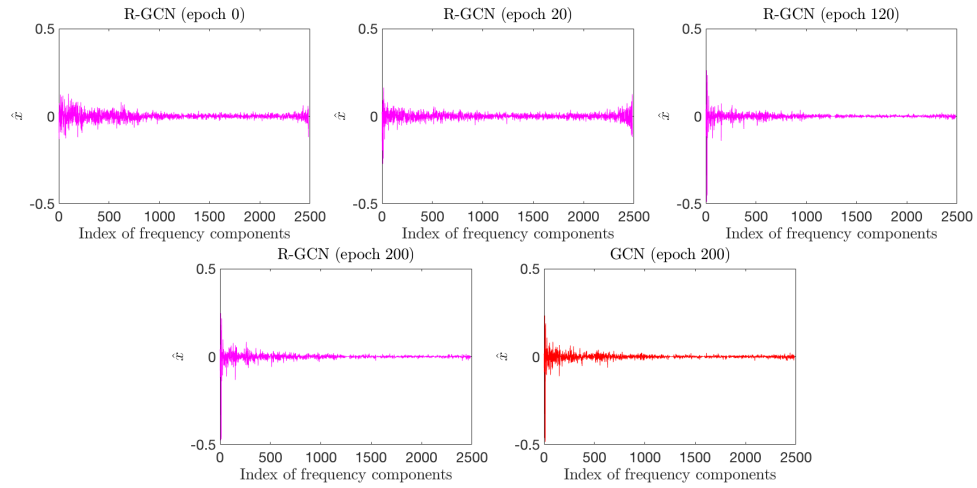 R-GCN (epoch 0)
0.5
0
-0.5
x̂
0 500 1000 1500 2000 2500
Index of frequency components
R-GCN (epoch 20)
0.5
0
-0.5
x̂
0 500 1000 1500 2000 2500
Index of frequency components
R-GCN (epoch 120)
0.5
0
-0.5
x̂
0 500 1000 1500 2000 2500
Index of frequency components
R-GCN (epoch 200)
0.5
0
-0.5
x̂
0 500 1000 1500 2000 2500
Index of frequency components
GCN (epoch 200)
0.5
0
-0.5
x̂
0 500 1000 1500 2000 2500
Index of frequency components